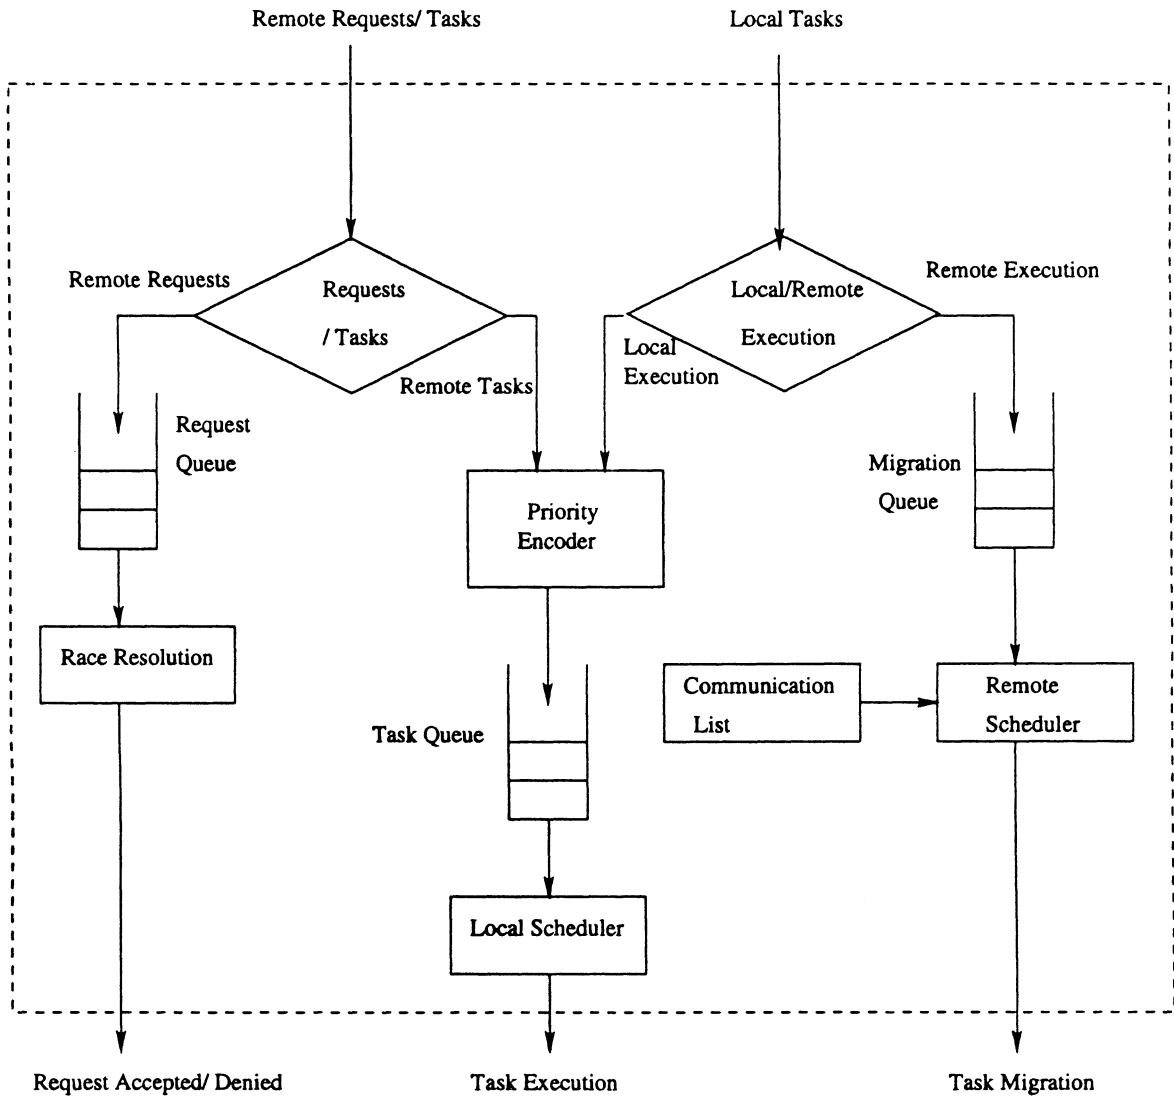 Remote Requests/ Tasks
Local Tasks
Remote Requests
Requests
/ Tasks
Remote Tasks
Local/Remote
Execution
Remote Execution
Local
Execution
Request
Queue
Migration
Queue
Priority
Encoder
Race Resolution
Communication
List
Remote
Scheduler
Task Queue
Local Scheduler
Request Accepted/ Denied
Task Execution
Task Migration